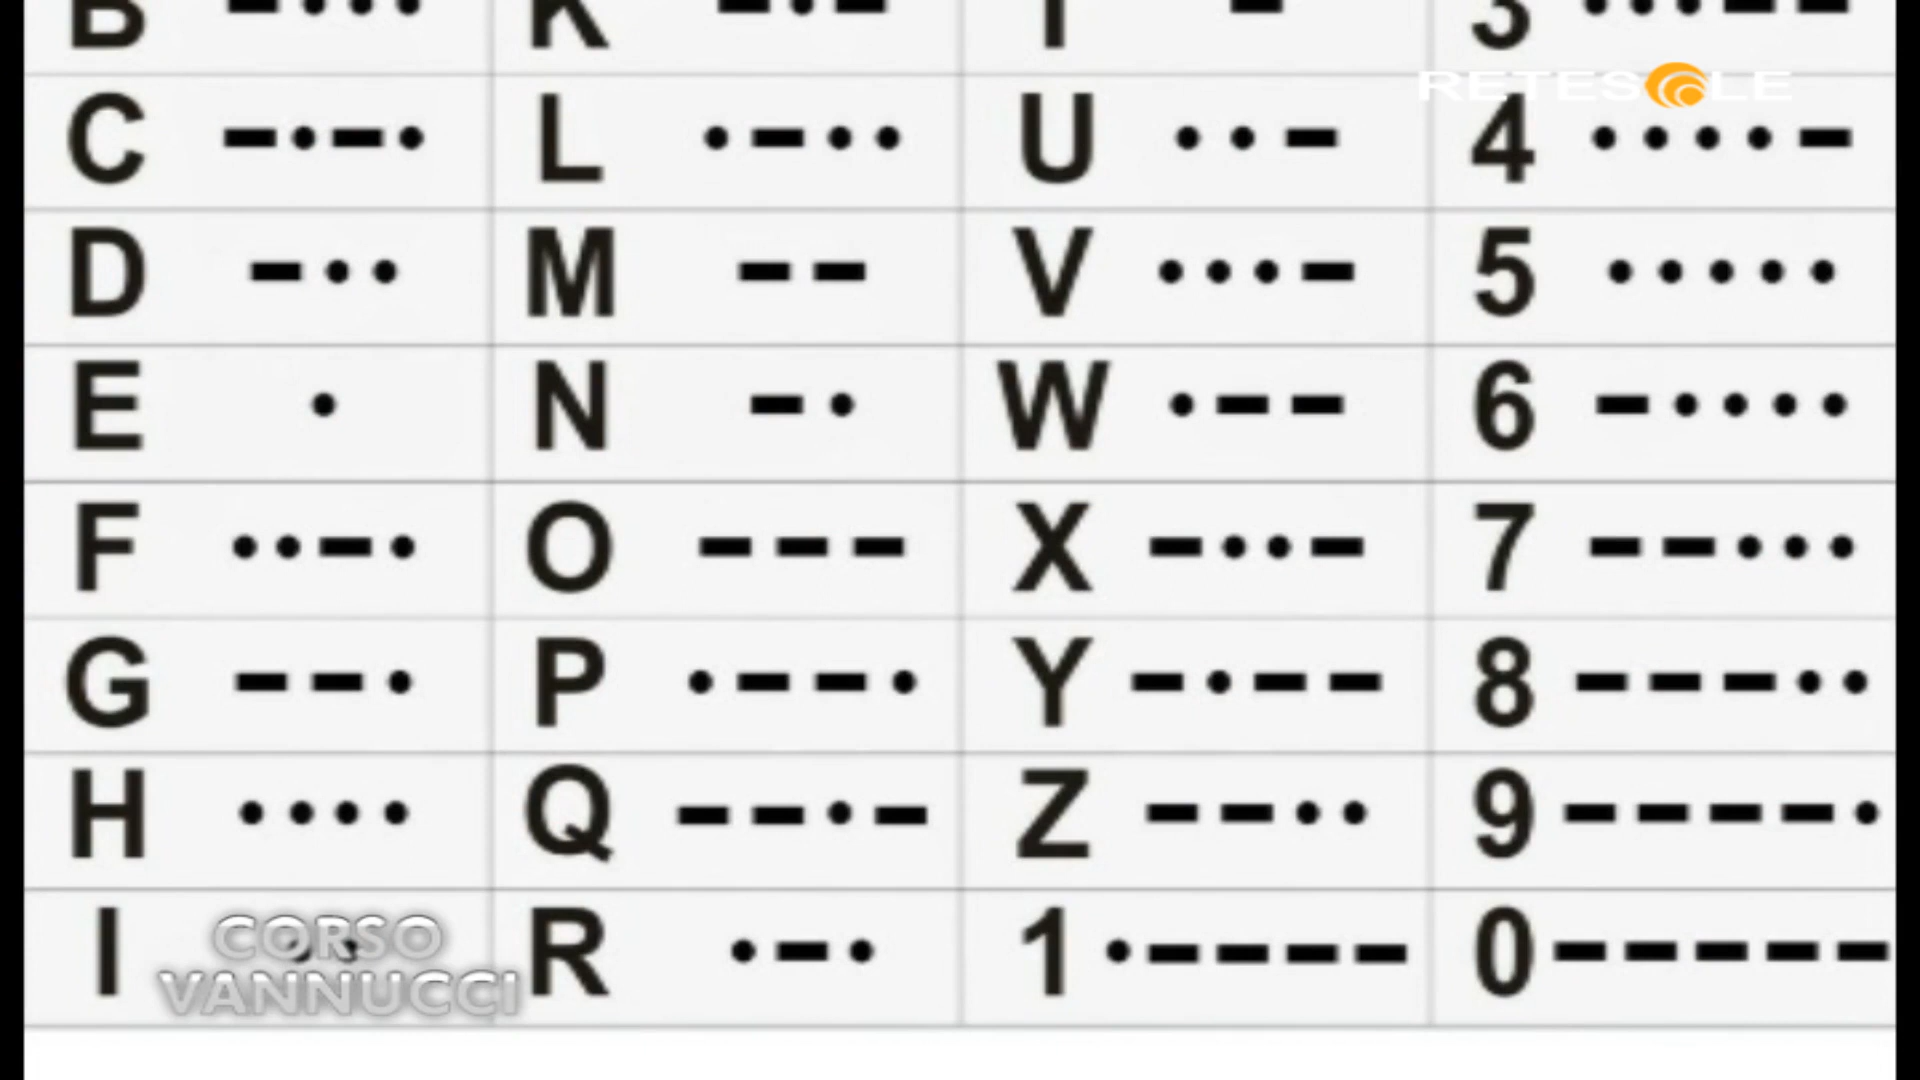 B -... K -.- T - 3 ...--
RETESOLE
C -.-. L .-.. U ..- 4 ....-
D -.. M -- V ...- 5 .....
E . N -. W .-- 6 -....
F ..-. O --- X -..- 7 --...
G --. P .--. Y -.-- 8 ---..
H .... Q --.- Z --.. 9 ----.
I .. R .-. 1 .---- 0 -----
CORSO
VANNUCCI